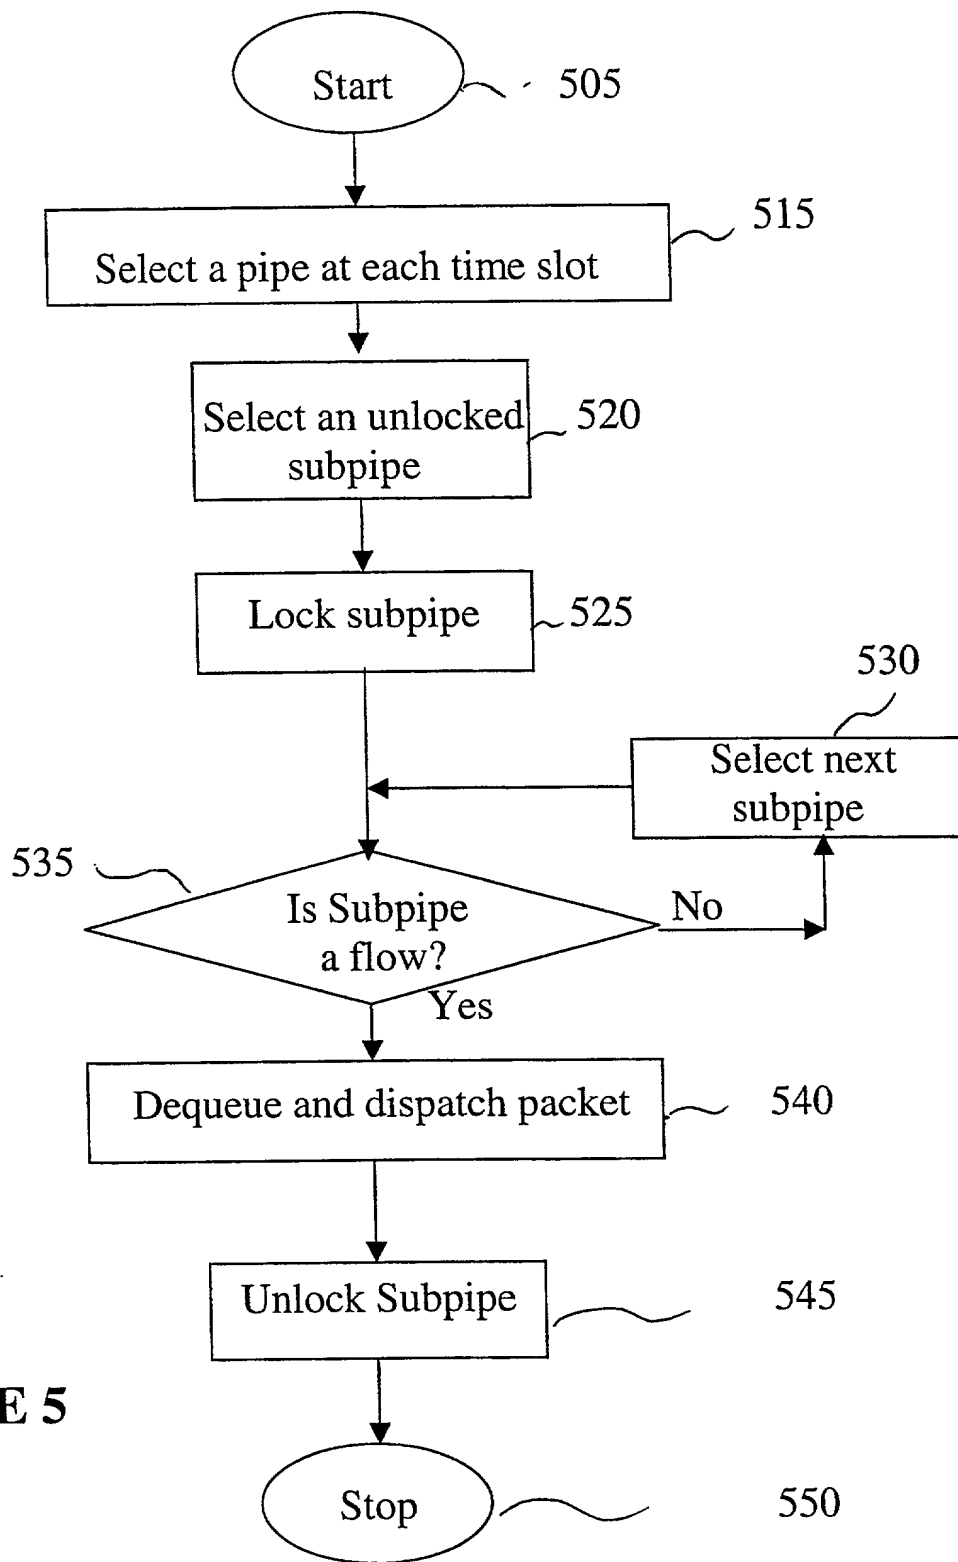 Start
505
515
Select a pipe at each time slot
Select an unlocked
subpipe
520
Lock subpipe
525
530
Select next
subpipe
535
Is Subpipe
a flow?
No
Yes
Dequeue and dispatch packet
540
Unlock Subpipe
545
E 5
Stop
550